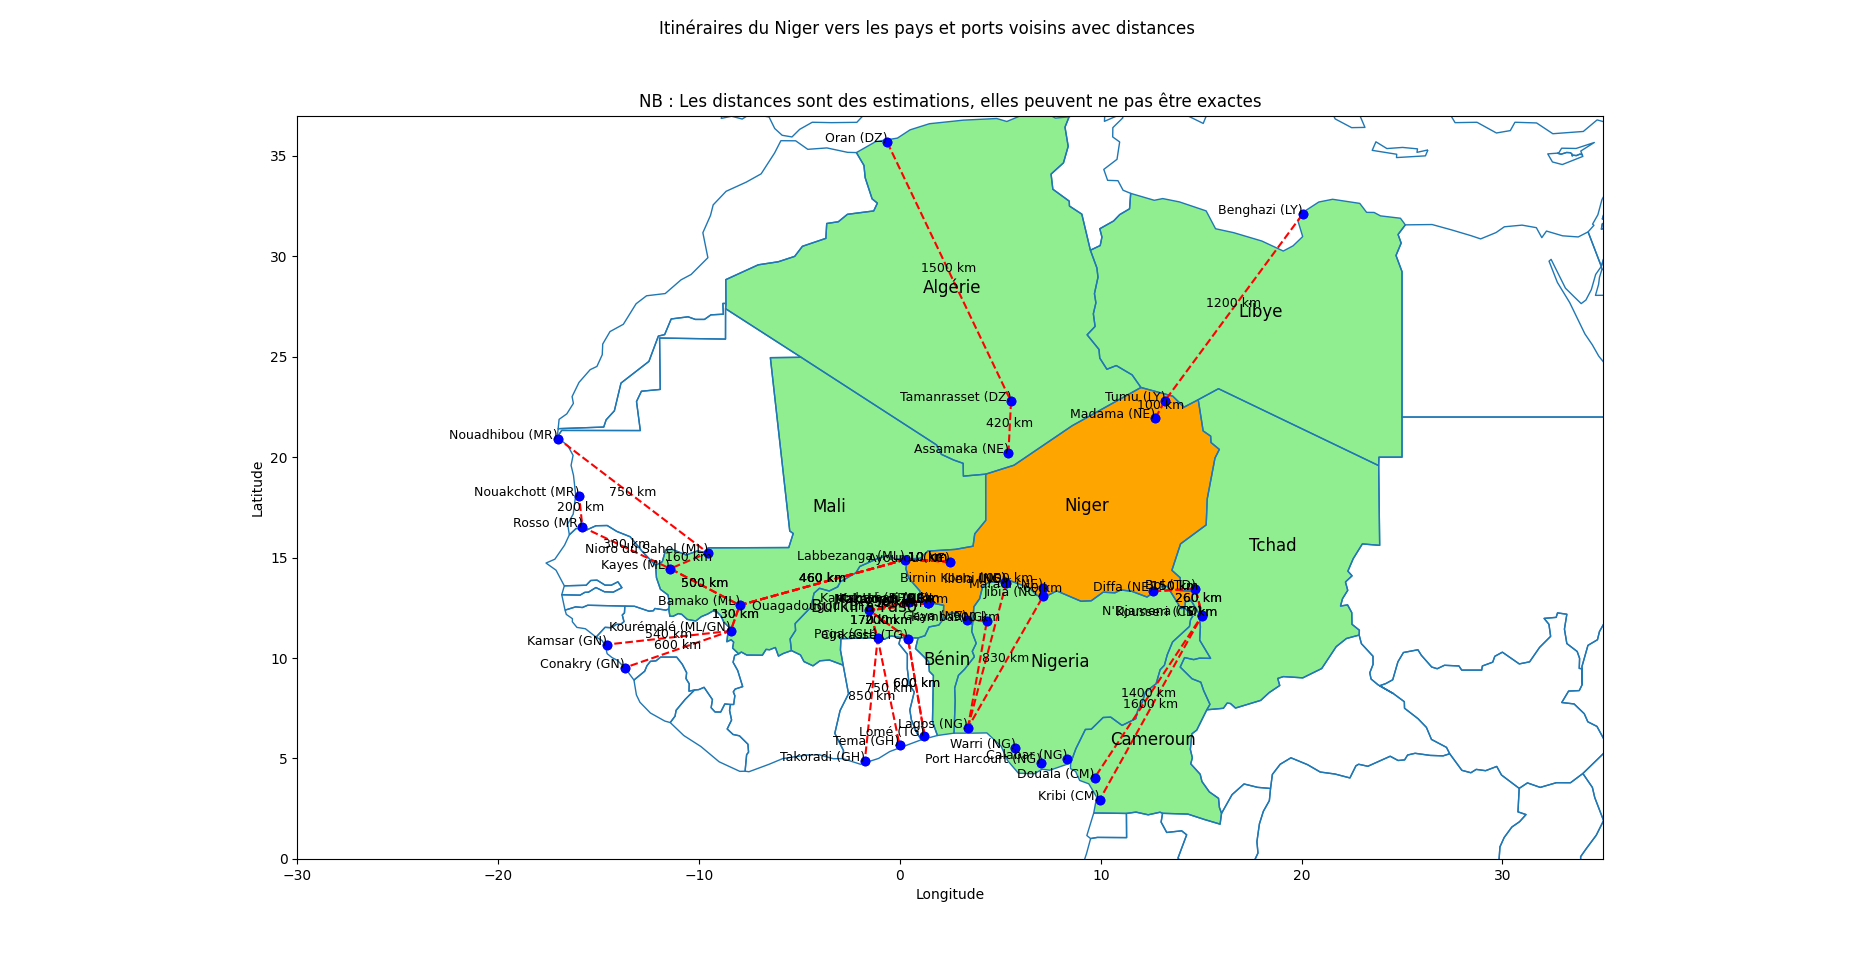 Itinéraires du Niger vers les pays et ports voisins avec distances
NB : Les distances sont des estimations, elles peuvent ne pas être exactes
Oran (DZ)
Benghazi (LY)
1500 km
Algérie
1200 km
Libye
Tamanrasset (DZ)
Tumu (LY)
100 km
Madama (NE)
420 km
Assamaka (NE)
Nouadhibou (MR)
Nouakchott (MR)
750 km
200 km
Rosso (MR)
Mali
Niger
300 km
Nioro du Sahel (ML)
160 km
Kayes (ML)
Labbezanga (ML)
10 km
Tchad
500 km
460 km
Birnin
Diffa (NE)
150 km
Jibia (NG)
260 km
Bamako (ML)
Ouagadougou
130 km
Kourémalé (ML/GN)
Kamsar (GN)
540 km
600 km
Conakry (GN)
Burkina Faso
N'Djamena
Cinkassé (TG)
Bénin
830 km
Nigeria
600 km
750 km
850 km
1400 km
1600 km
Lagos (NG)
Lomé (TG)
Tema (GH)
Takoradi (GH)
Warri (NG)
Calabar (NG)
Port Harcourt (NG)
Cameroun
Douala (CM)
Kribi (CM)
35
30
25
20
15
10
5
0
Latitude
−30
−20
−10
0
10
20
30
Longitude